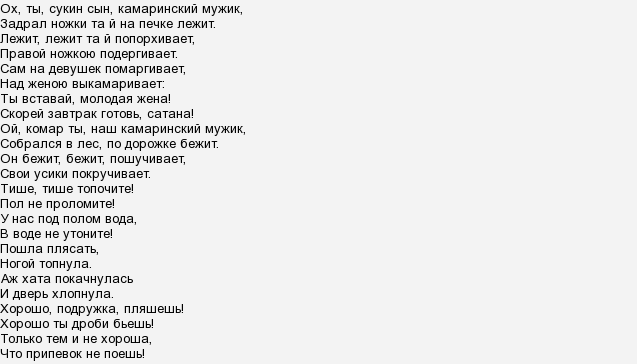 Ох, ты, сукин сын, камаринский мужик,
Задрал ножки та й на печке лежит.
Лежит, лежит та й попорхивает,
Правой ножкою подергивает.
Сам на девушек помаргивает,
Над женою выкамаривает:
Ты вставай, молодая жена!
Скорей завтрак готовь, сатана!
Ой, комар ты, наш камаринский мужик,
Собрался в лес, по дорожке бежит.
Он бежит, бежит, пошучивает,
Свои усики покручивает.
Тише, тише топочите!
Пол не проломите!
У нас под полом вода,
В воде не утоните!
Пошла плясать,
Ногой топнула.
Аж хата покачнулась
И дверь хлопнула.
Хорошо, подружка, пляшешь!
Хорошо ты дроби бьешь!
Только тем и не хороша,
Что припевок не поешь!